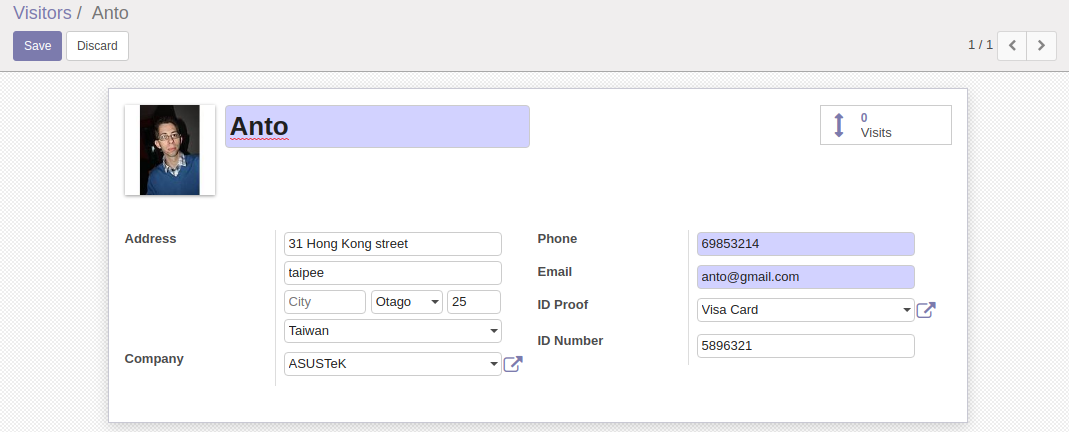 Visitors / Anto
Save Discard 1 / 1
Anto
0
Visits
Address 31 Hong Kong street
taipee
City Otago 25
Taiwan
Company ASUSTeK
Phone 69853214
Email anto@gmail.com
ID Proof Visa Card
ID Number 5896321